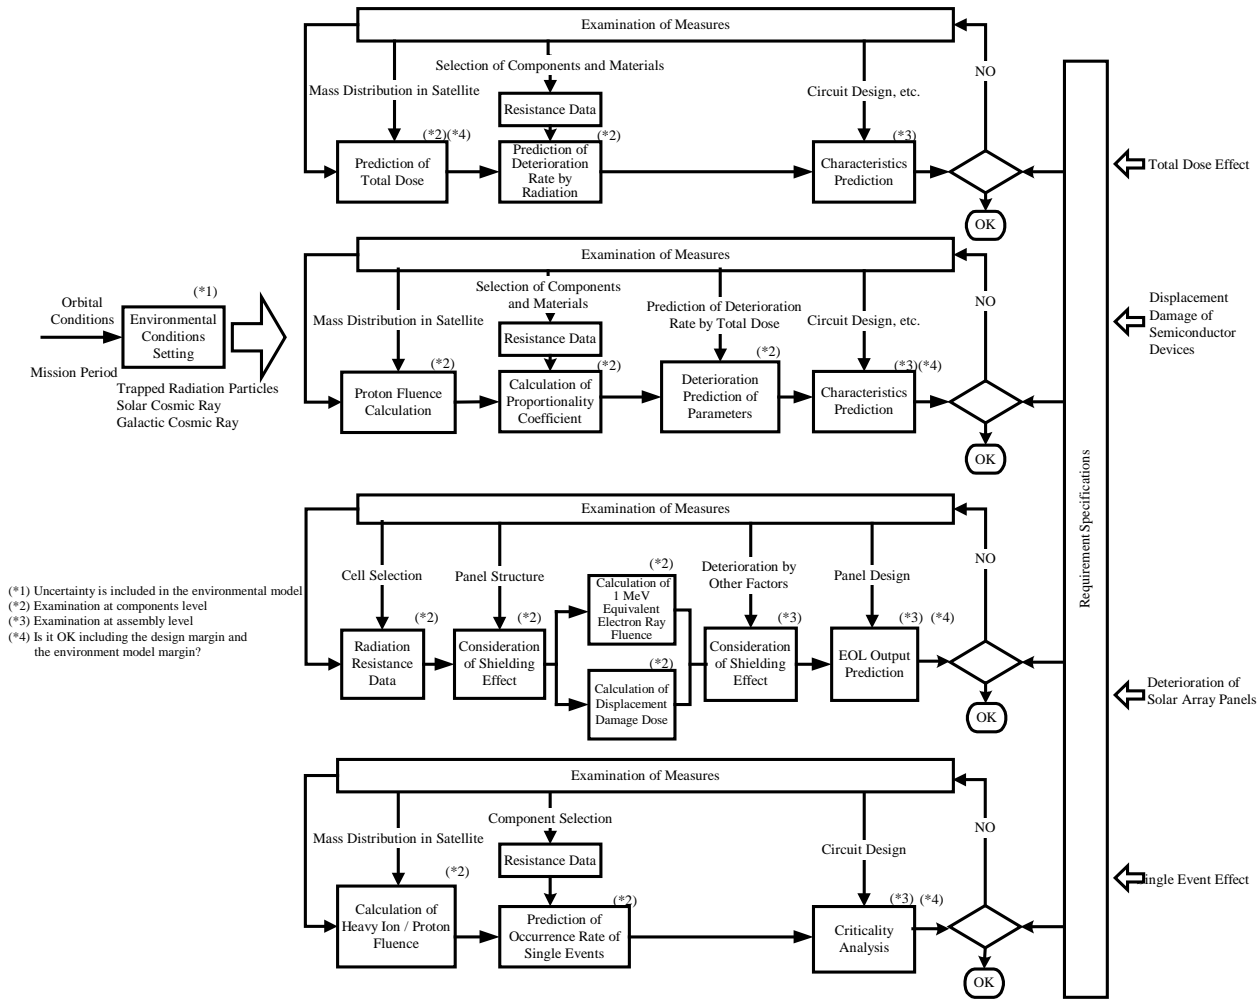 Examination of Measures
Selection of Components and Materials
NO
Mass Distribution in Satellite
Resistance Data
Circuit Design, etc.
(*2)(*4)
(*2)
(*3)
Prediction of
Total Dose
Prediction of
Deterioration
Rate by
Radiation
Characteristics
Prediction
Total Dose Effect
OK
Examination of Measures
Selection of Components
and Materials
Prediction of Deterioration
Rate by Total Dose
NO
Mass Distribution in Satellite
Resistance Data
Circuit Design, etc.
(*1)
Orbital
Conditions
Environmental
Conditions
Setting
Mission Period
Trapped Radiation Particles
Solar Cosmic Ray
Galactic Cosmic Ray
(*2)
(*2)
(*2)
(*3)(*4)
Proton Fluence
Calculation
Calculation of
Proportionality
Coefficient
Deterioration
Prediction of
Parameters
Characteristics
Prediction
Displacement
Damage of
Semiconductor
Devices
OK
Requirement Specifications
Examination of Measures
NO
Cell Selection
Panel Structure
(*2)
Calculation of
1 MeV
Equivalent
Electron Ray
Fluence
Deterioration by
Other Factors
Panel Design
(*1) Uncertainty is included in the environmental model
(*2) Examination at components level
(*3) Examination at assembly level
(*4) Is it OK including the design margin and
the environment model margin?
(*2)
(*2)
(*3)
(*3)
(*4)
Radiation
Resistance
Data
Consideration
of Shielding
Effect
(*2)
Calculation of
Displacement
Damage Dose
Consideration
of Shielding
Effect
EOL Output
Prediction
Deterioration of
Solar Array Panels
OK
Examination of Measures
Component Selection
NO
Mass Distribution in Satellite
Resistance Data
Circuit Design
(*2)
(*2)
(*3)
(*4)
Calculation of
Heavy Ion / Proton
Fluence
Prediction of
Occurrence Rate of
Single Events
Criticality
Analysis
Single Event Effect
OK